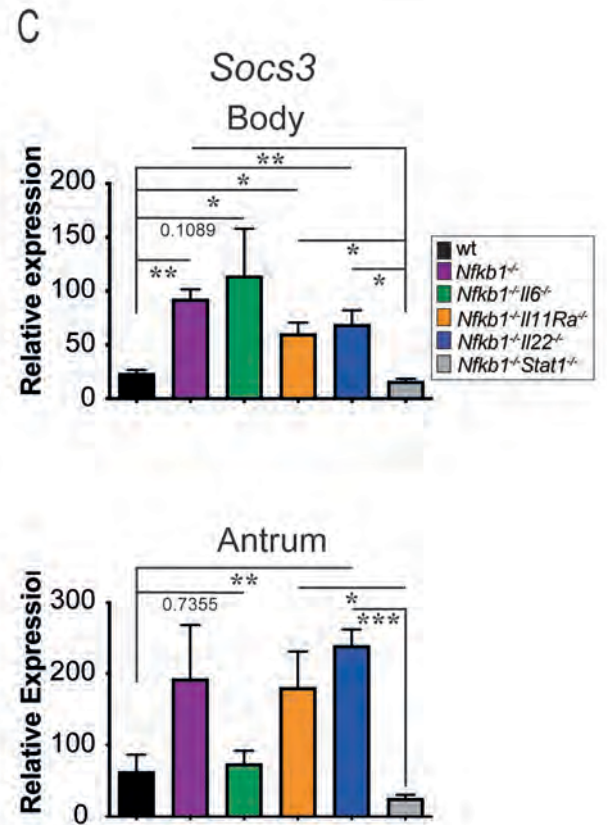 C
Socs3
Body
Relative expression
200
150
100
50
0
**
*
*
0.1089
**
*
*
wt
Nfkb1-/-
Nfkb1-/-Il6-/-
Nfkb1-/-Il11Ra-/-
Nfkb1-/-Il22-/-
Nfkb1-/-Stat1-/-
Antrum
Relative Expression
300
200
100
0
**
0.7355
*
***